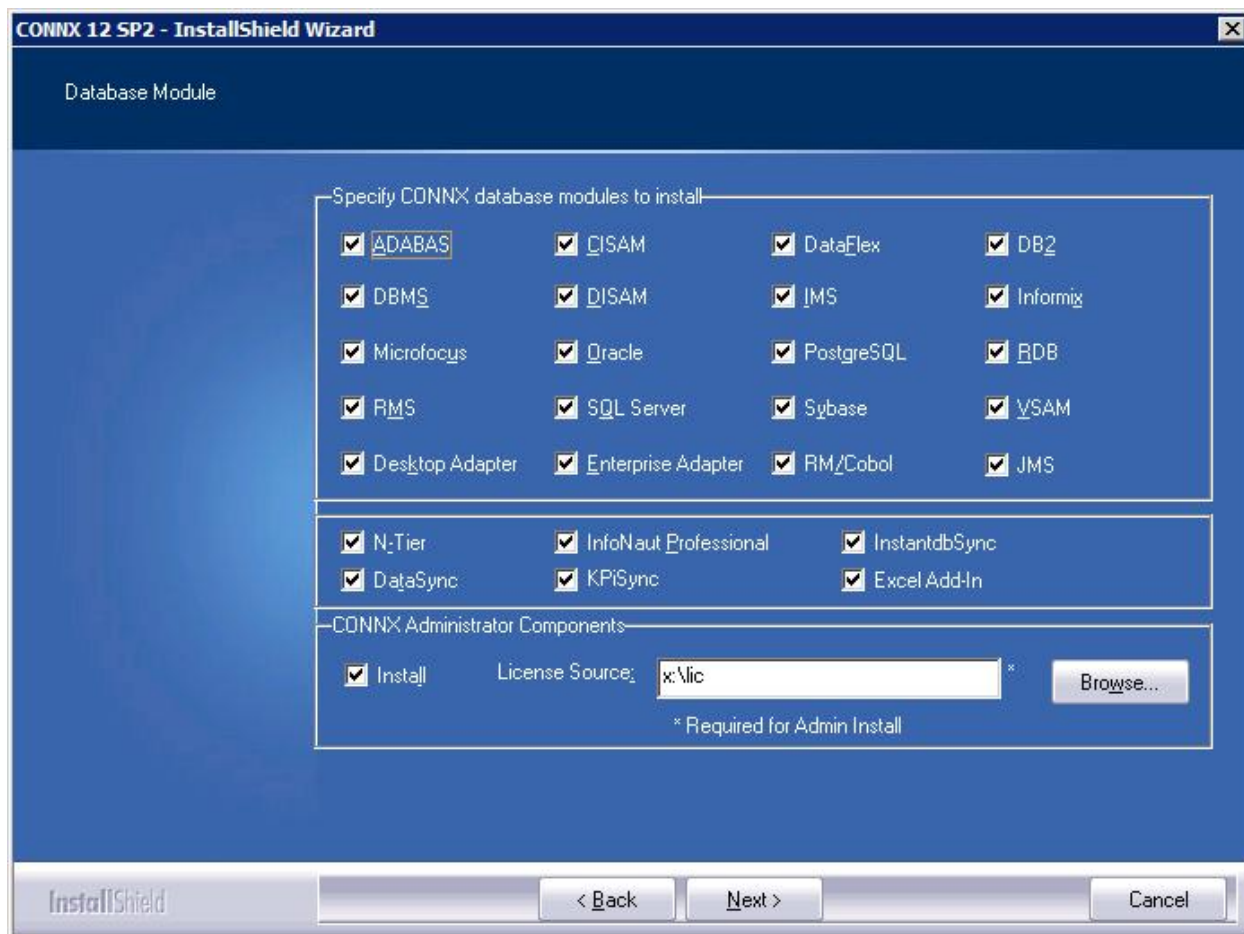 CONNX 12 SP2 - InstallShield Wizard
Database Module
Specify CONNX database modules to install
ADABAS CISAM DataFlex DB2
DBMS DISAM IMS Informix
Microfocus Oracle PostgreSQL RDB
RMS SQL Server Sybase VSAM
Desktop Adapter Enterprise Adapter RM/Cobol JMS
N-Tier InfoNaut Professional InstantdbSync
DataSync KPiSync Excel Add-In
CONNX Administrator Components
Install License Source: x:\lic * Browse...
* Required for Admin Install
InstallShield < Back Next > Cancel